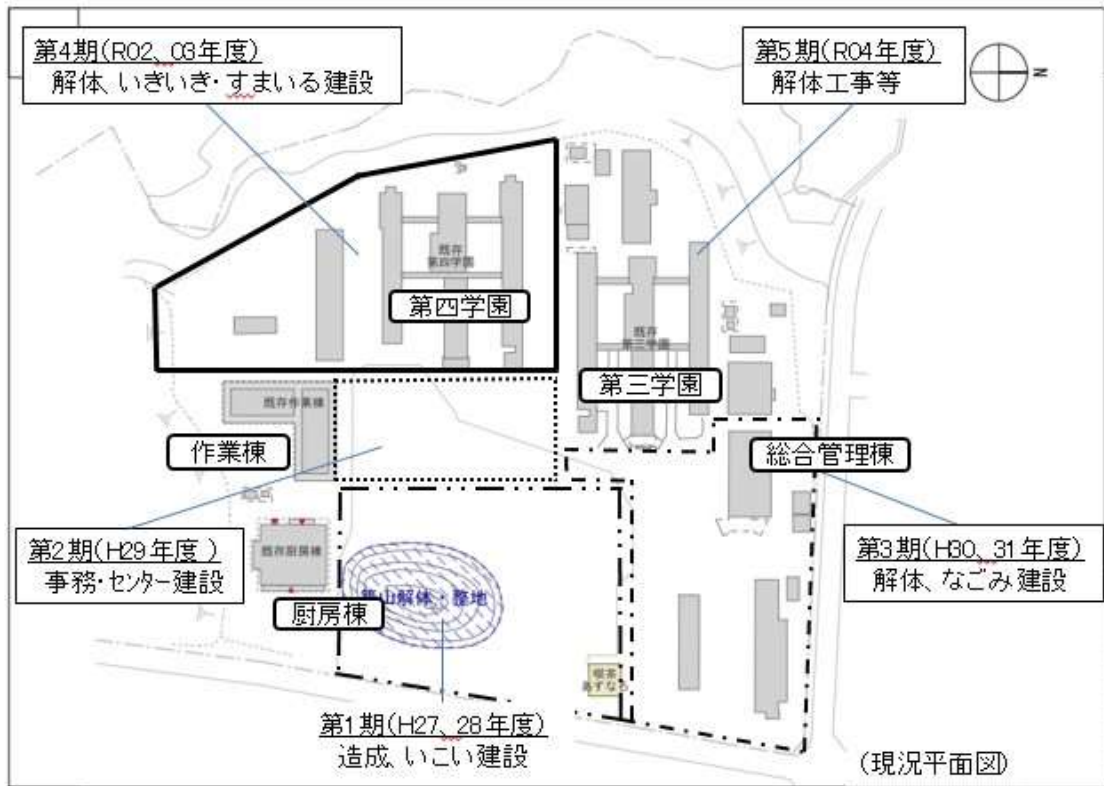 第4期(R02、03年度)
解体、いきいき・すまいる建設
第5期(R04年度)
解体工事等
N
既存
第四学園
第四学園
既存
第三学園
第三学園
既存作業棟
作業棟
総合管理棟
第2期(H29年度)
事務・センター建設
既存厨房棟
厨房棟
築山解体・整地
第3期(H30、31年度)
解体、なごみ建設
喫茶
あすなろ
第1期(H27、28年度)
造成、いこい建設
(現況平面図)